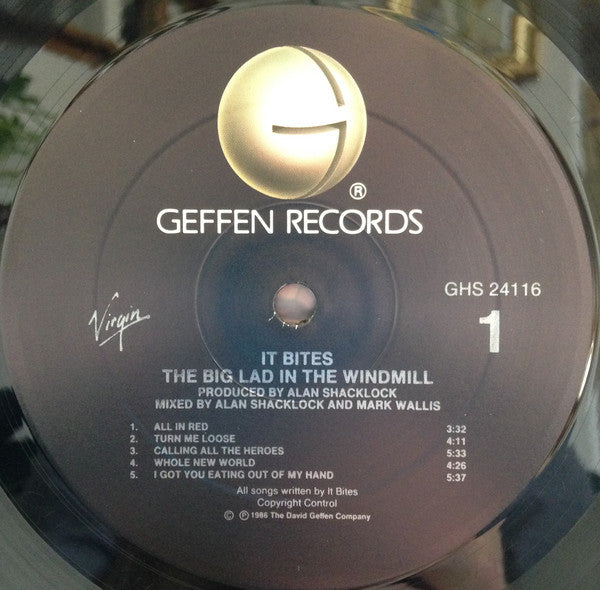 ®
GEFFEN RECORDS
GHS 24116
Virgin
1
IT BITES
THE BIG LAD IN THE WINDMILL
PRODUCED BY ALAN SHACKLOCK
MIXED BY ALAN SHACKLOCK AND MARK WALLIS
1. ALL IN RED 3:32
2. TURN ME LOOSE 4:11
3. CALLING ALL THE HEROES 5:33
4. WHOLE NEW WORLD 4:26
5. I GOT YOU EATING OUT OF MY HAND 5:37
All songs written by It Bites
Copyright Control
© ℗ 1986 The David Geffen Company